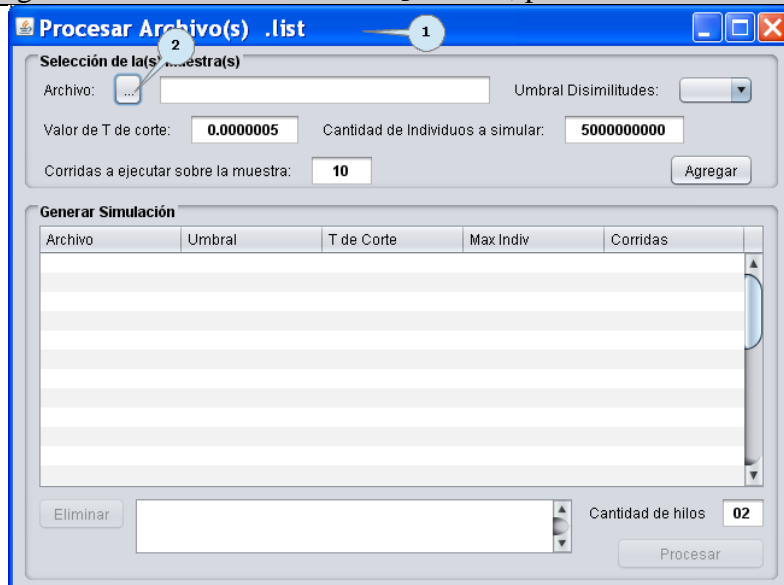 Procesar Archivo(s) .list
1
2
Selección de la(s) muestra(s)
Archivo: ... Umbral Disimilitudes:
Valor de T de corte: 0.0000005 Cantidad de Individuos a simular: 5000000000
Corridas a ejecutar sobre la muestra: 10 Agregar
Generar Simulación
Archivo Umbral T de Corte Max Indiv Corridas
Eliminar Cantidad de hilos 02
Procesar